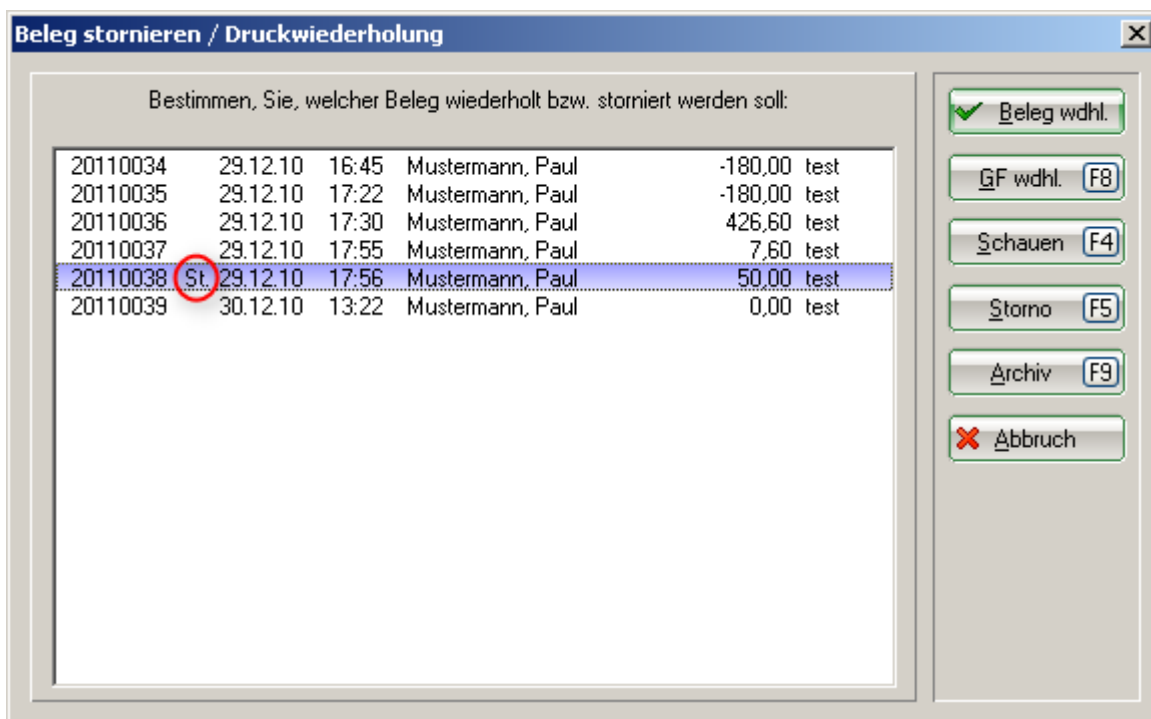 Beleg stornieren / Druckwiederholung
Bestimmen, Sie, welcher Beleg wiederholt bzw. storniert werden soll:
20110034 29.12.10 16:45 Mustermann, Paul -180,00 test
20110035 29.12.10 17:22 Mustermann, Paul -180,00 test
20110036 29.12.10 17:30 Mustermann, Paul 426,60 test
20110037 29.12.10 17:55 Mustermann, Paul 7,60 test
20110038 St. 29.12.10 17:56 Mustermann, Paul 50,00 test
20110039 30.12.10 13:22 Mustermann, Paul 0,00 test
Beleg wdhl.
GF wdhl. F8
Schauen F4
Storno F5
Archiv F9
Abbruch